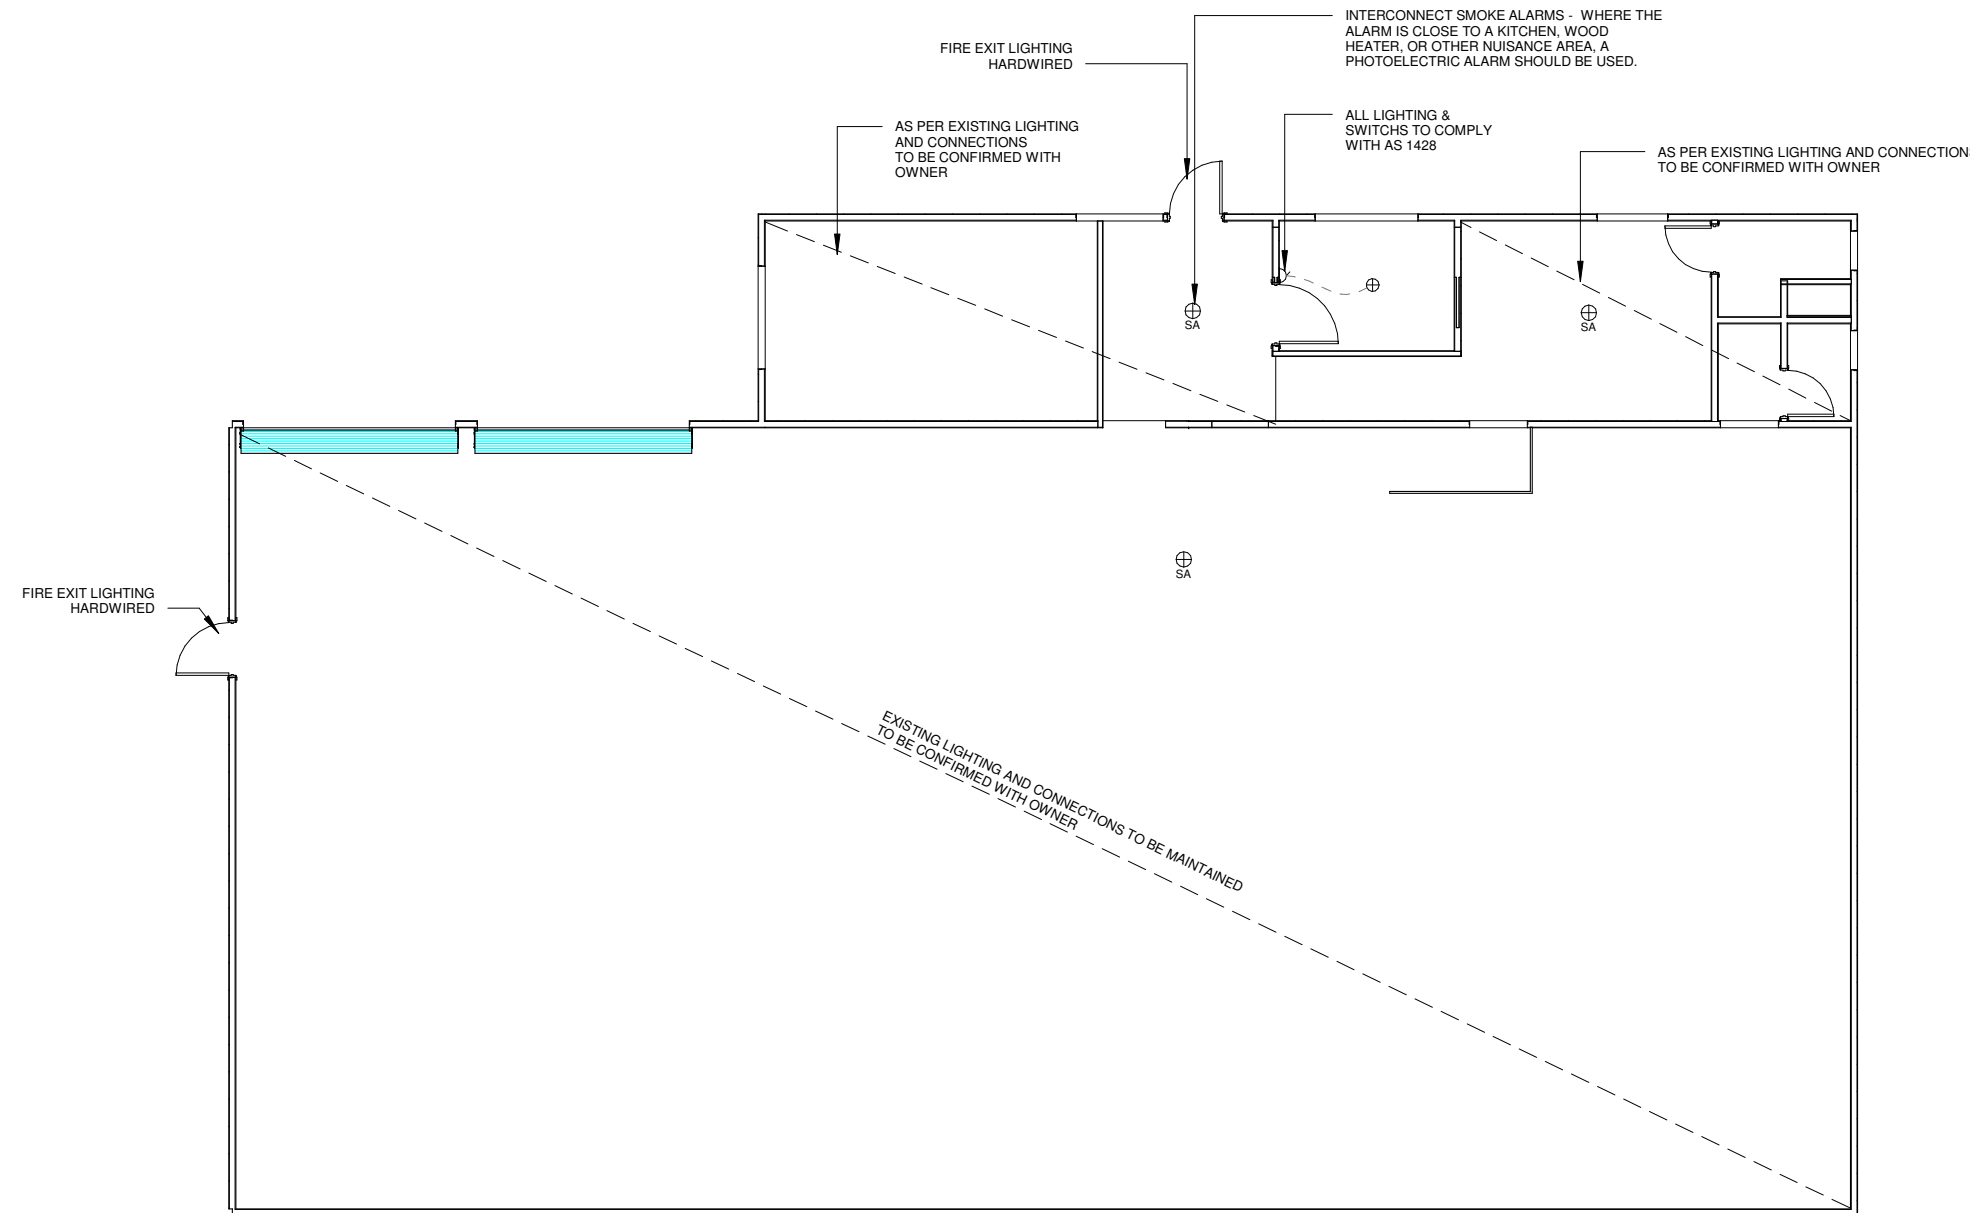 INTERCONNECT SMOKE ALARMS - WHERE THE
ALARM IS CLOSE TO A KITCHEN, WOOD
HEATER, OR OTHER NUISANCE AREA, A
PHOTOELECTRIC ALARM SHOULD BE USED.
FIRE EXIT LIGHTING
HARDWIRED
ALL LIGHTING &
SWITCHS TO COMPLY
WITH AS 1428
AS PER EXISTING LIGHTING
AND CONNECTIONS
TO BE CONFIRMED WITH
OWNER
AS PER EXISTING LIGHTING AND CONNECTION
TO BE CONFIRMED WITH OWNER
SA
SA
SA
FIRE EXIT LIGHTING
HARDWIRED
EXISTING LIGHTING AND CONNECTIONS TO BE MAINTAINED
TO BE CONFIRMED WITH OWNER